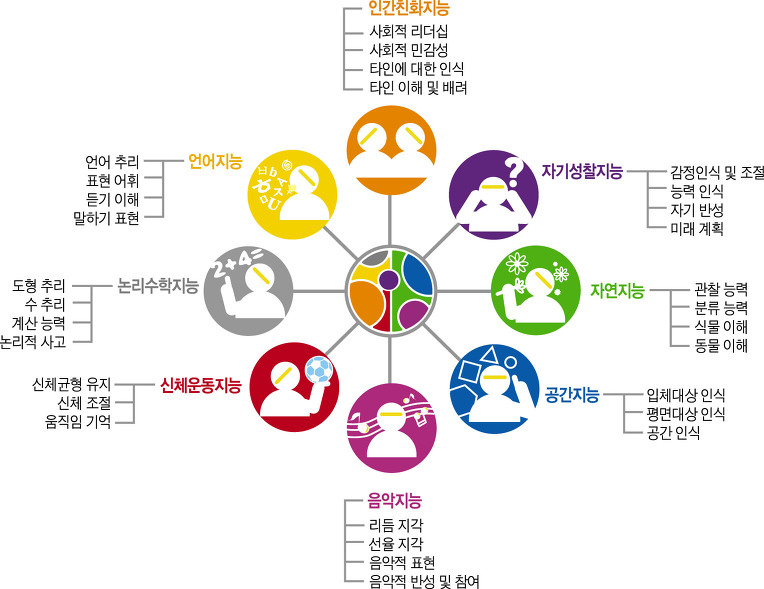 인간친화지능
사회적 리더십
사회적 민감성
타인에 대한 인식
타인 이해 및 배려
언어지능
언어 추리
표현 어휘
듣기 이해
말하기 표현
자기성찰지능
감정인식 및 조절
능력 인식
자기 반성
미래 계획
?
논리수학지능
도형 추리
수 추리
계산 능력
논리적 사고
2+4=
자연지능
관찰 능력
분류 능력
식물 이해
동물 이해
신체운동지능
신체균형 유지
신체 조절
움직임 기억
공간지능
입체대상 인식
평면대상 인식
공간 인식
음악지능
리듬 지각
선율 지각
음악적 표현
음악적 반성 및 참여